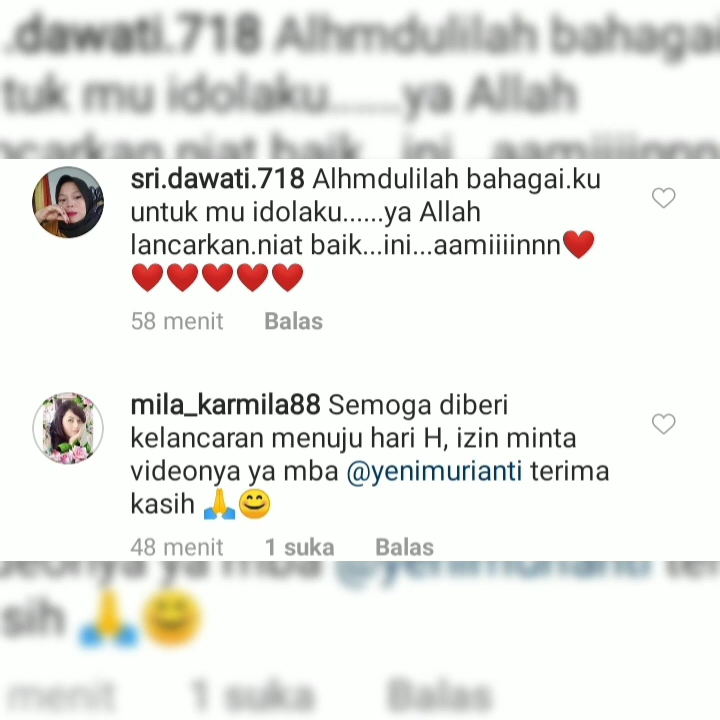 .dawati.718 Alhmdulilah bahagai
tuk mu idolaku......ya Allah
sri.dawati.718 Alhmdulilah bahagai.ku
untuk mu idolaku......ya Allah
lancarkan.niat baik...ini...aamiiiinnn❤️
❤️❤️❤️❤️❤️
58 menit Balas
mila_karmila88 Semoga diberi
kelancaran menuju hari H, izin minta
videonya ya mba @yenimurianti terima
kasih 🙏😊
48 menit 1 suka Balas
sih 🙏😊
menit 1 suka Balas